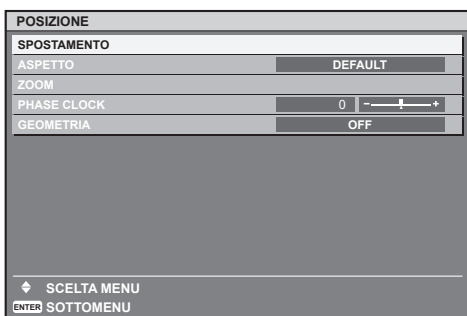 POSIZIONE
SPOSTAMENTO
ASPETTO DEFAULT
ZOOM
PHASE CLOCK 0 - +
GEOMETRIA OFF
SCELTA MENU
ENTER SOTTOMENU